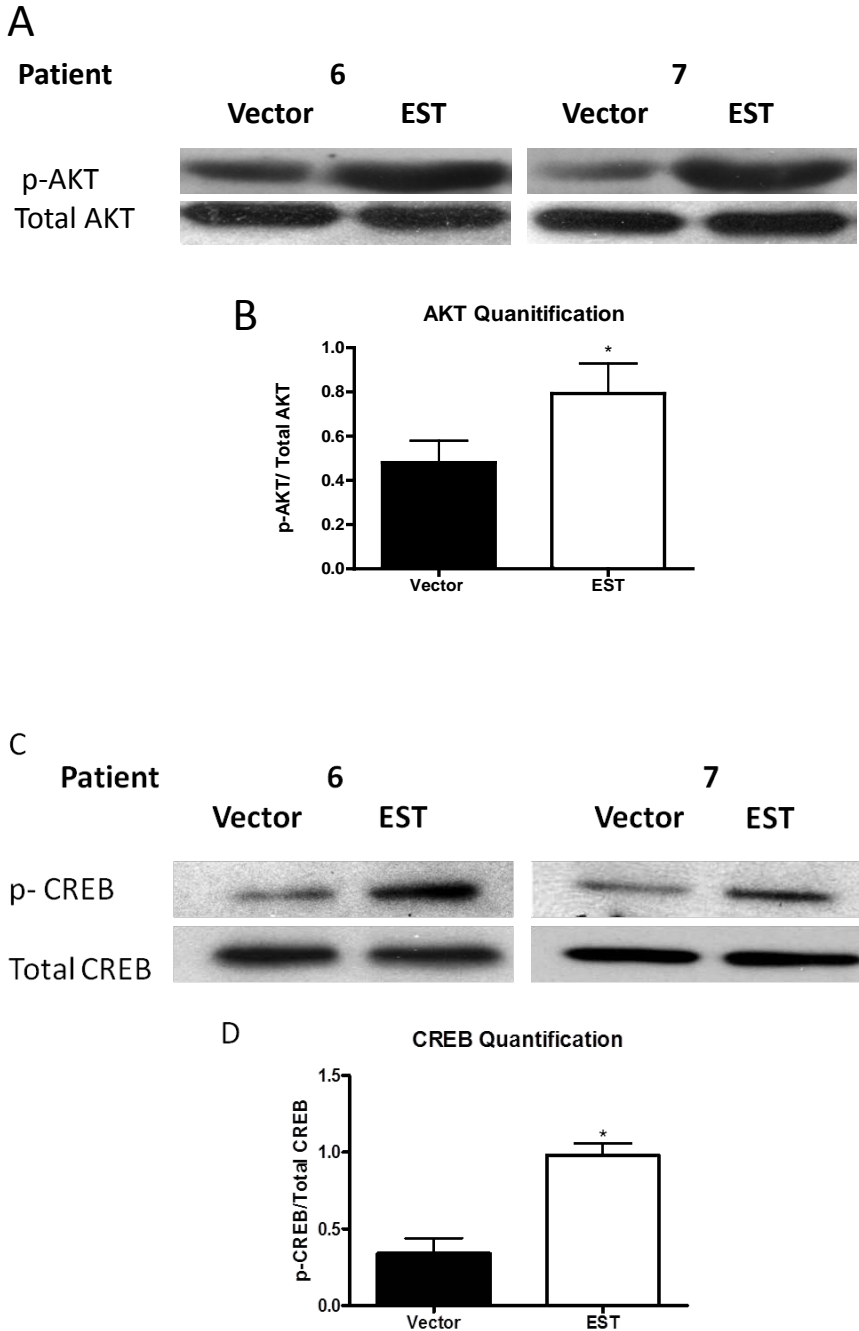 A
Patient 6 7
Vector EST Vector EST
p-AKT
Total AKT
B
AKT Quanitification
p-AKT/ Total AKT
1.0
*
0.8
0.6
0.4
0.2
0.0
Vector EST
C
Patient 6 7
Vector EST Vector EST
p- CREB
Total CREB
D
CREB Quantification
p-CREB/Total CREB
1.5
*
1.0
0.5
0.0
Vector EST